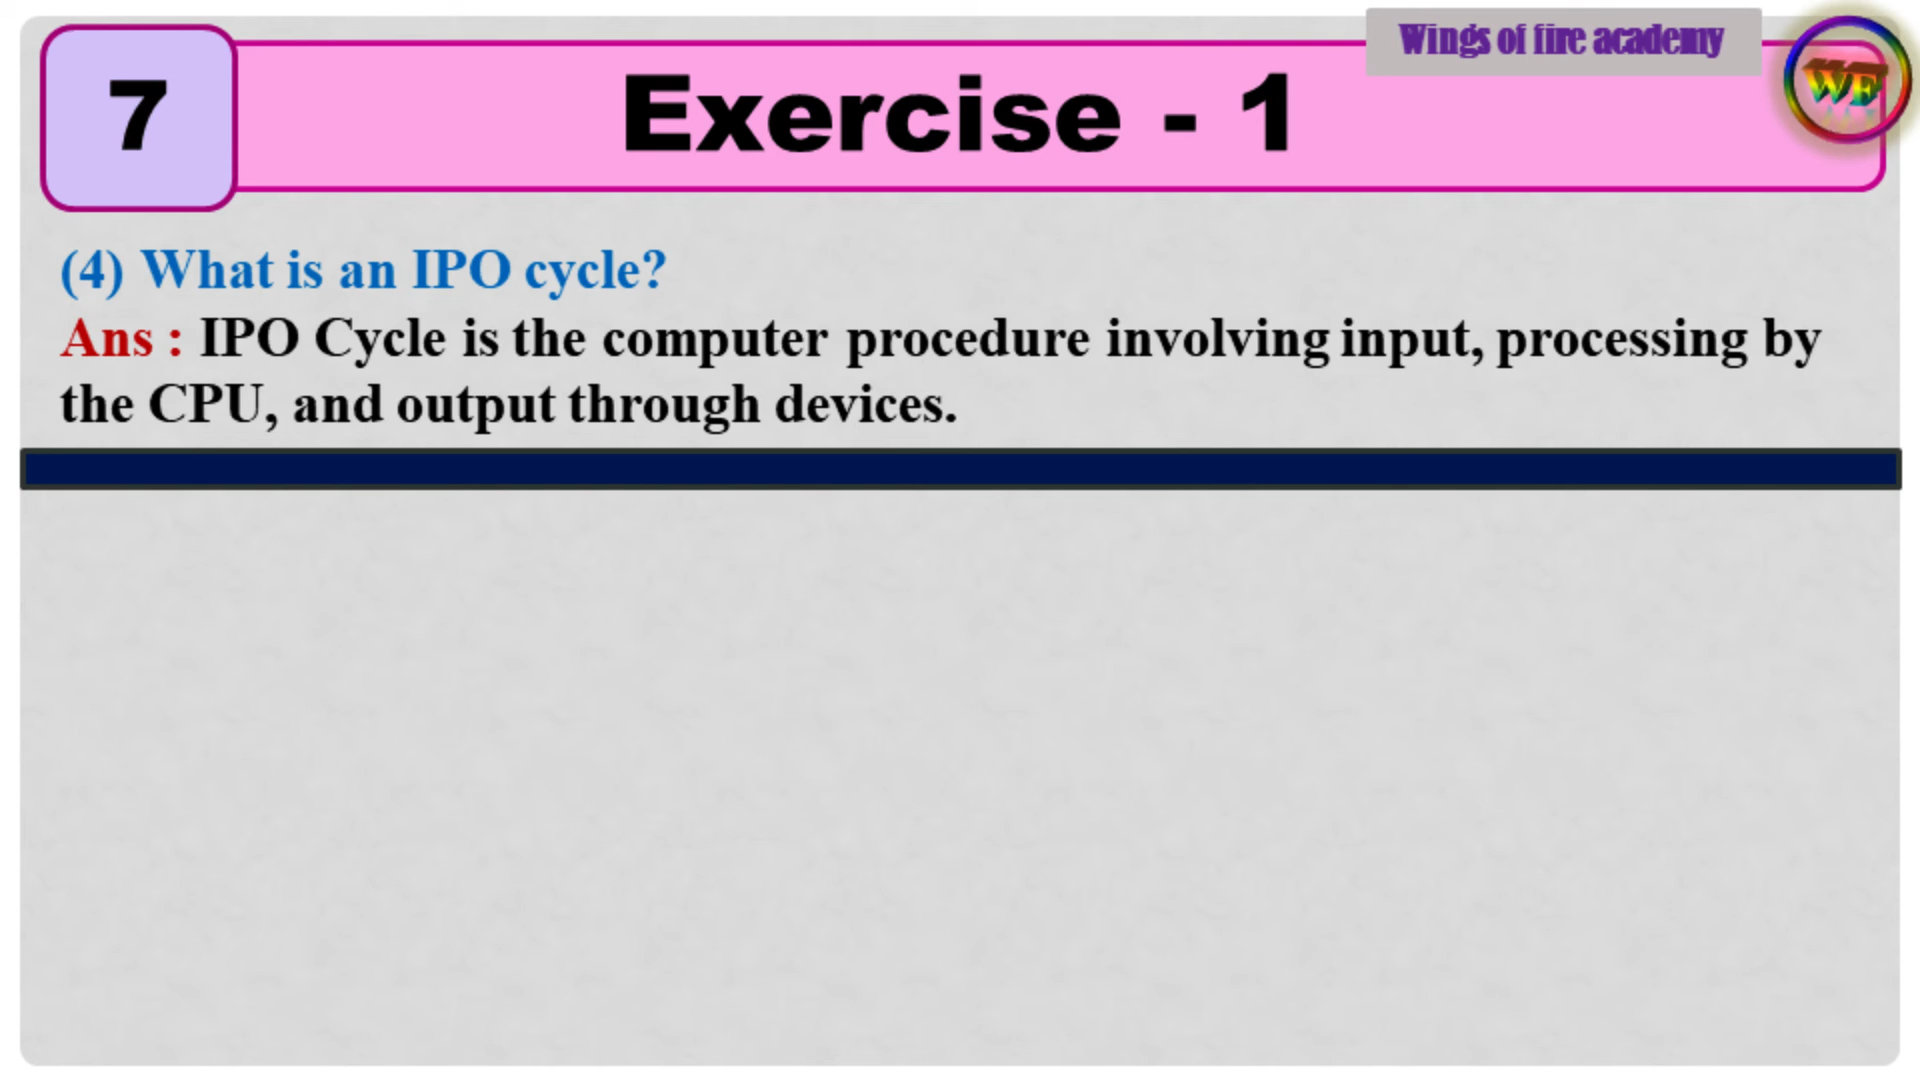 Wings of fire academy
WF
7
Exercise - 1
(4) What is an IPO cycle?
Ans : IPO Cycle is the computer procedure involving input, processing by
the CPU, and output through devices.